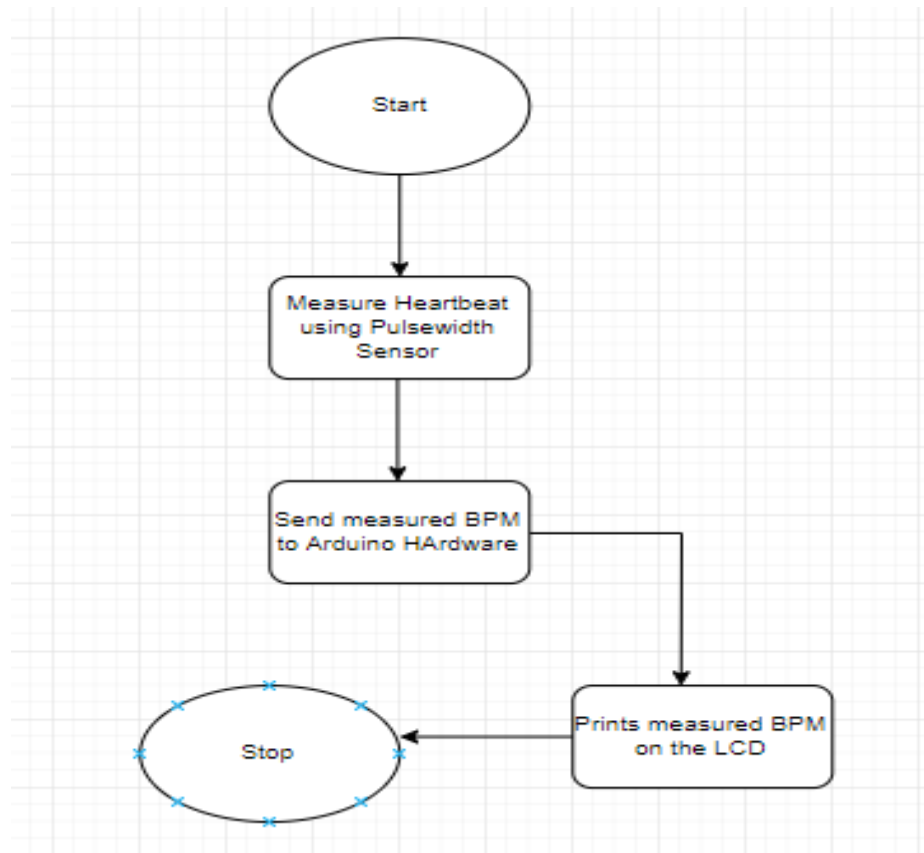 Start
Measure Heartbeat
using Pulsewidth
Sensor
Send measured BPM
to Arduino HArdware
Prints measured BPM
on the LCD
Stop